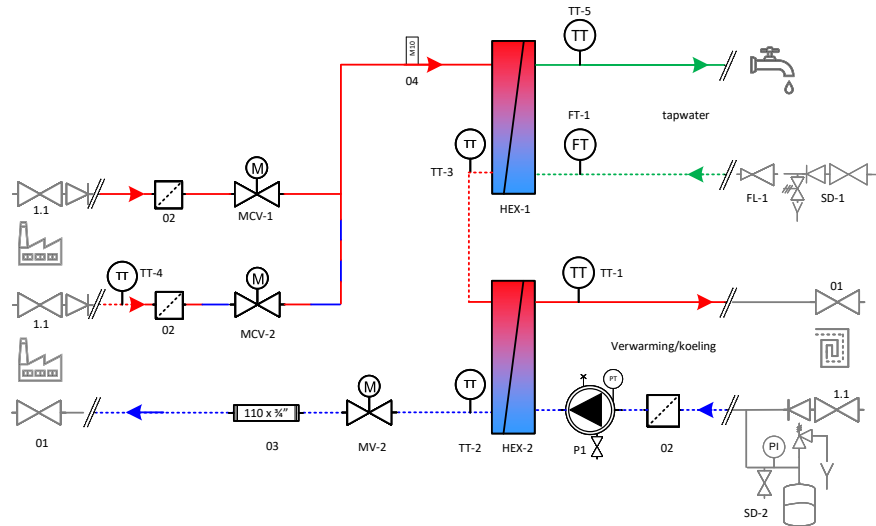 TT-5
TT
M10
04
FT-1
tapwater
FT
TT
TT-3
M
1.1
02
MCV-1
HEX-1
FL-1
SD-1
TT
TT-4
M
TT
TT-1
01
1.1
02
MCV-2
Verwarming/koeling
M
TT
PT
1.1
110 x ¾"
01
03
MV-2
TT-2
HEX-2
P1
02
PI
SD-2